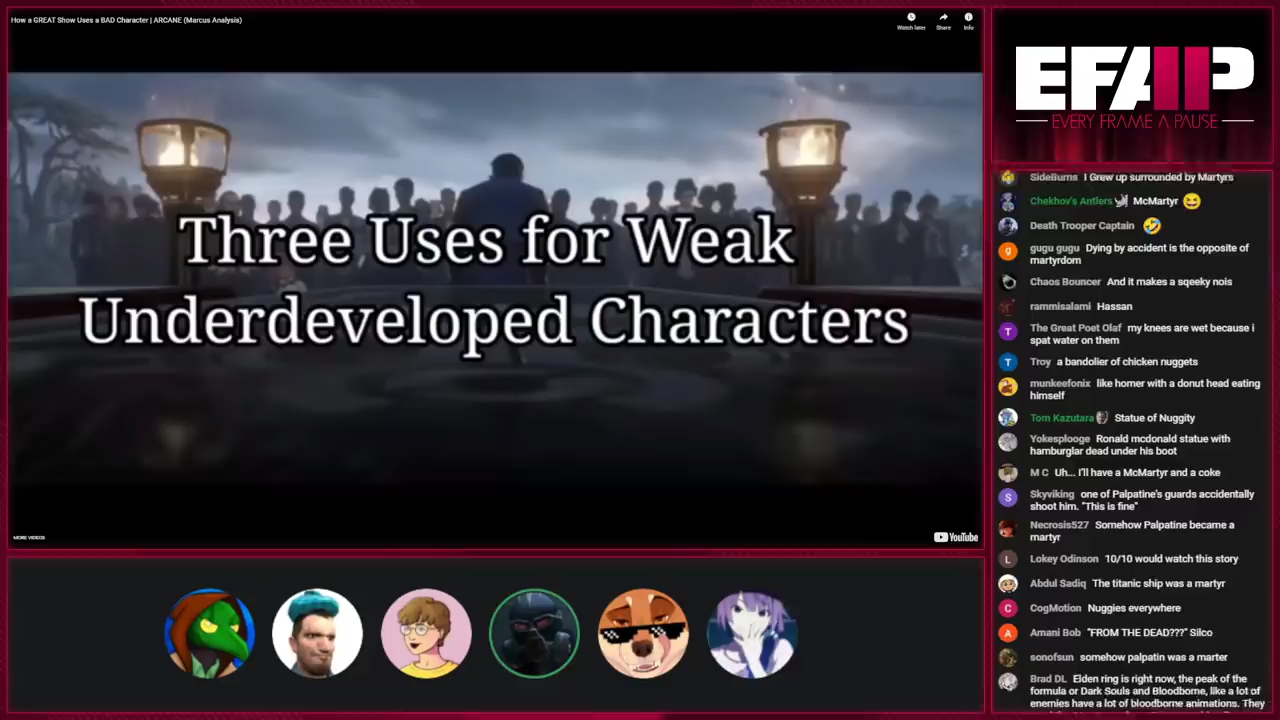 How a GREAT Show Uses a BAD Character | ARCANE (Marcus Analysis)
Watch later
Share
Info
Three Uses for Weak
Underdeveloped Characters
MORE VIDEOS
YouTube
EFAP
EVERY FRAME A PAUSE
SideBurns I Grew up surrounded by Martyrs
Chekhov's Antlers McMartyr
Death Trooper Captain
gugu gugu Dying by accident is the opposite of
martyrdom
Chaos Bouncer And it makes a sqeeky nois
rammisalami Hassan
The Great Poet Olaf my knees are wet because i
spat water on them
Troy a bandolier of chicken nuggets
munkeefonix like homer with a donut head eating
himself
Tom Kazutara Statue of Nuggity
Yokesplooge Ronald mcdonald statue with
hamburglar dead under his boot
M C Uh... I'll have a McMartyr and a coke
Skyviking one of Palpatine's guards accidentally
shoot him. "This is fine"
Necrosis527 Somehow Palpatine became a
martyr
Lokey Odinson 10/10 would watch this story
Abdul Sadiq The titanic ship was a martyr
CogMotion Nuggies everywhere
Amani Bob "FROM THE DEAD???" Silco
sonofsun somehow palpatin was a marter
Brad DL Elden ring is right now, the peak of the
formula or Dark Souls and Bloodborne, like a lot of
enemies have a lot of bloodborne animations. They